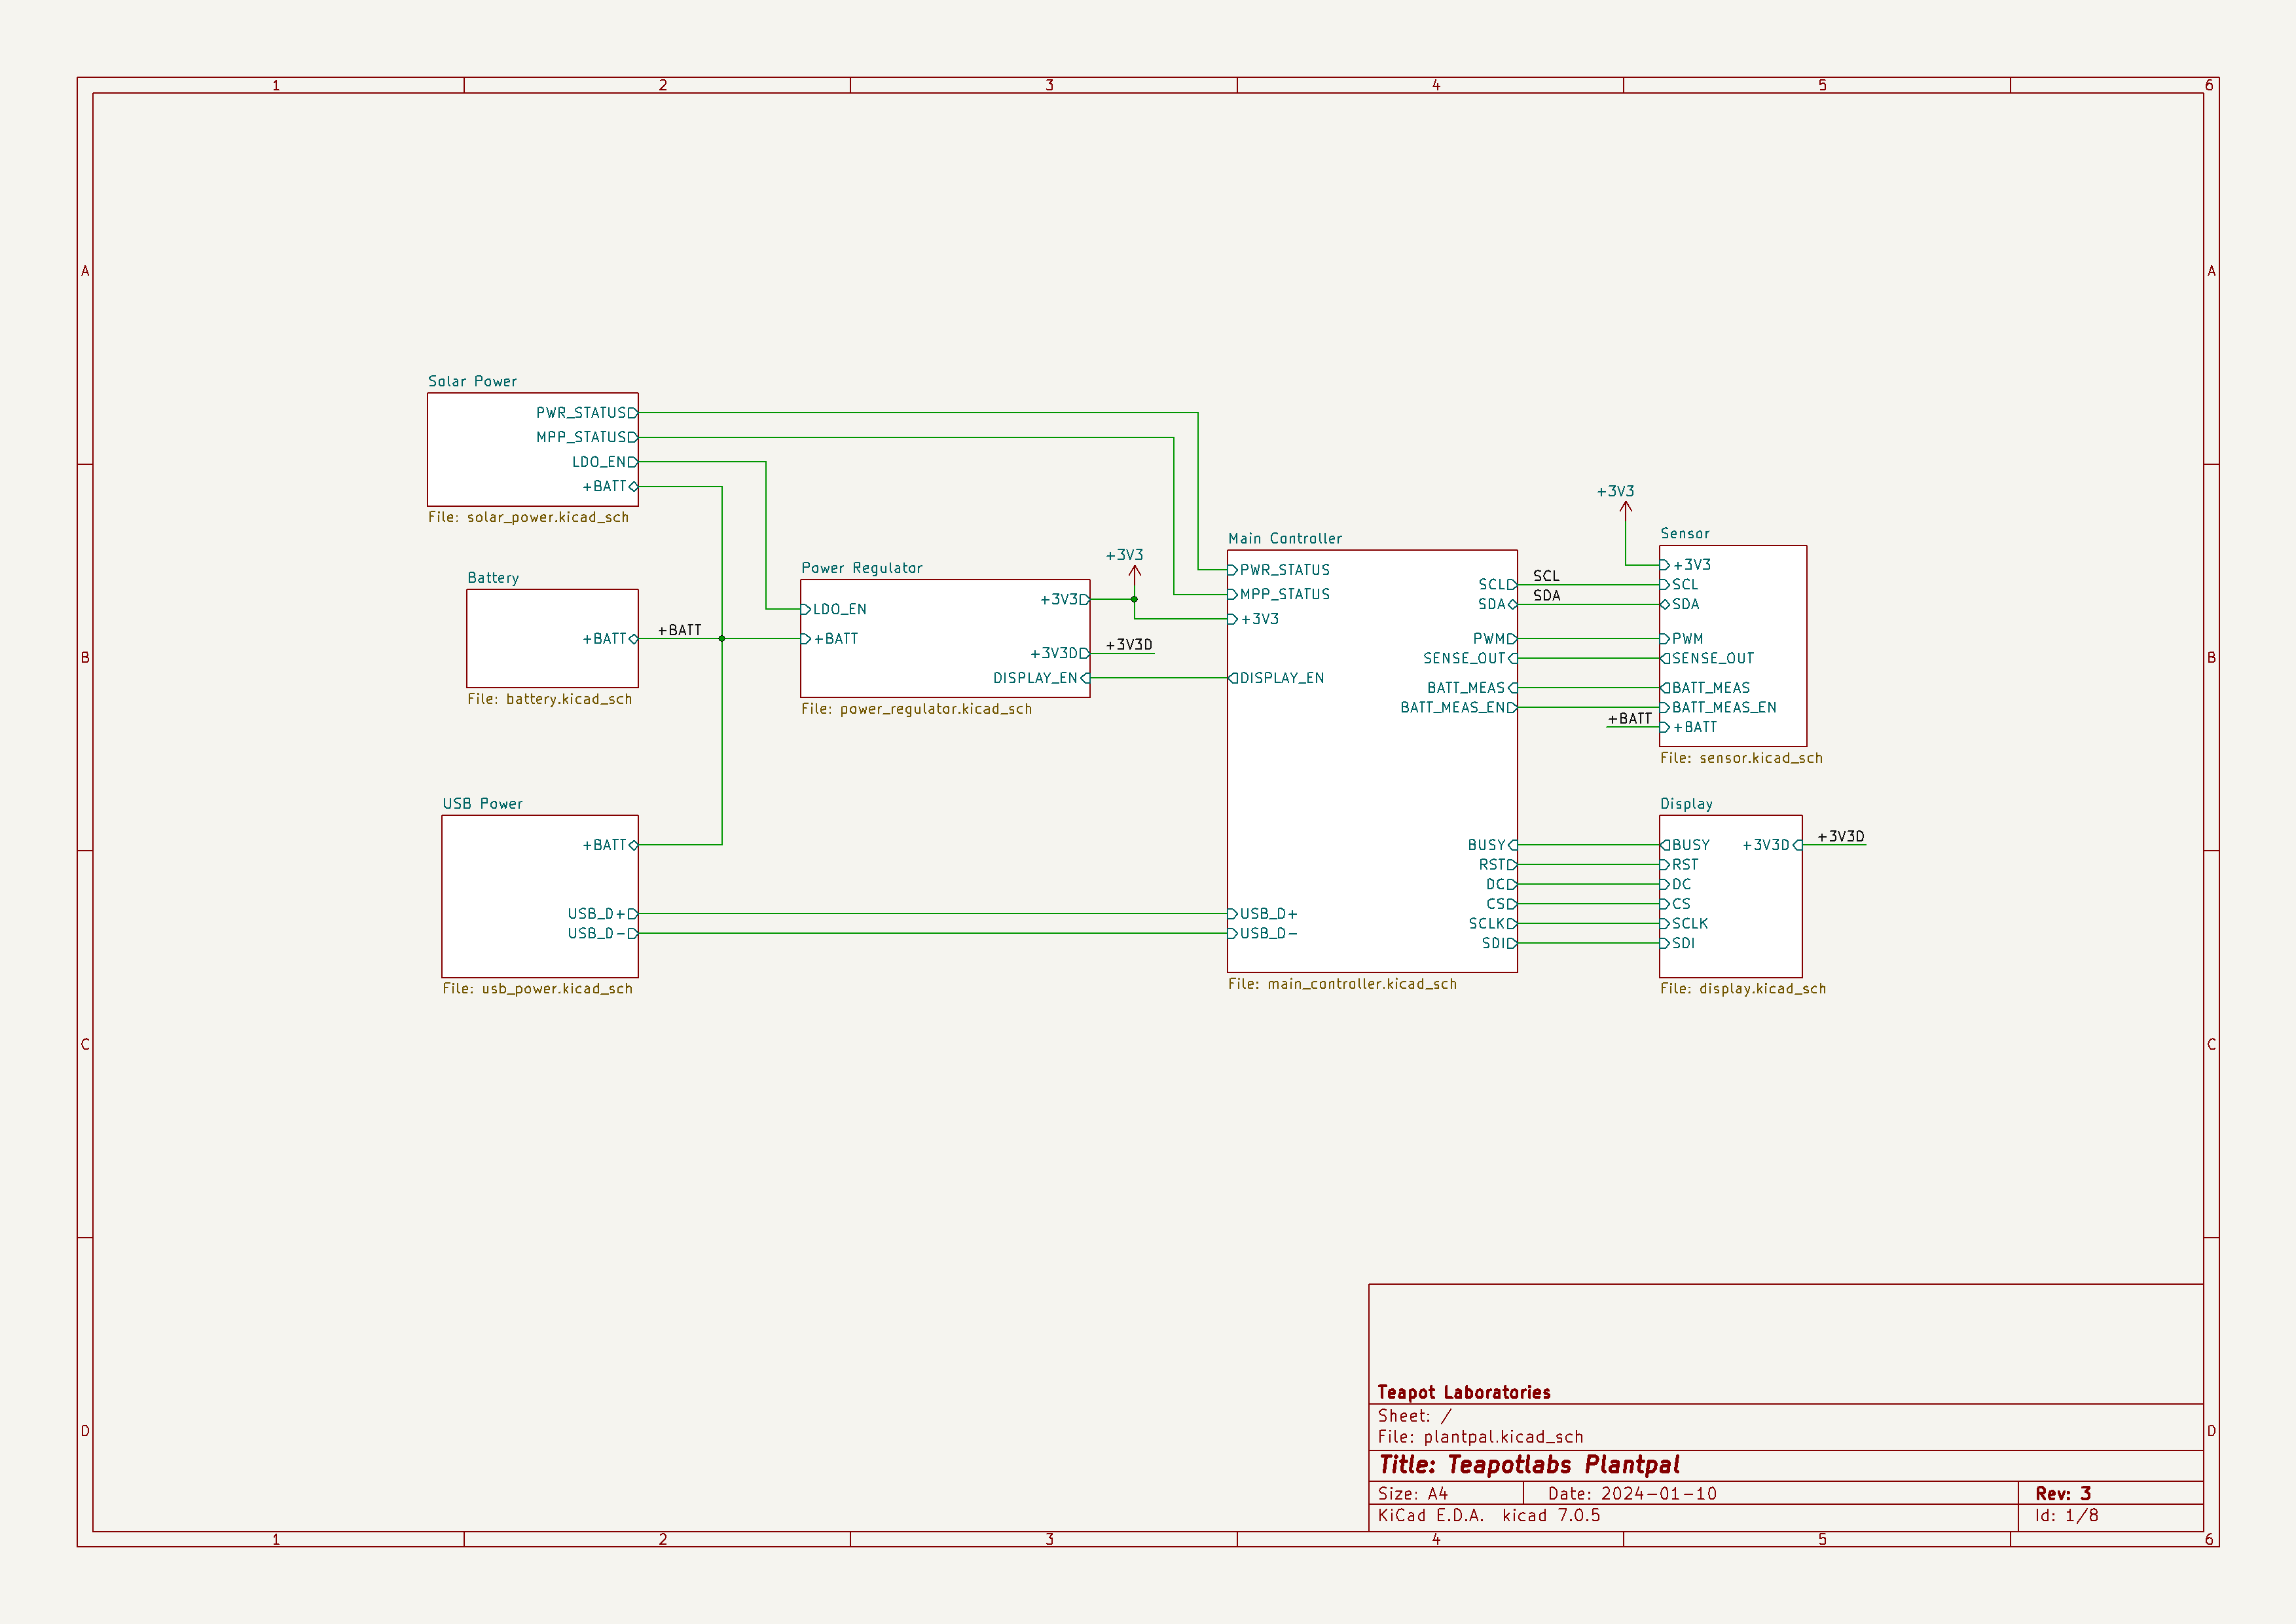 1 2 3 4 5 6
A A
Solar Power
PWR_STATUS
MPP_STATUS
LDO_EN
+BATT
File: solar_power.kicad_sch
Battery
+BATT
+BATT
File: battery.kicad_sch
USB Power
+BATT
USB_D+
USB_D-
File: usb_power.kicad_sch
Power Regulator
LDO_EN
+BATT
+3V3
+3V3D
DISPLAY_EN
File: power_regulator.kicad_sch
+3V3
+3V3D
Main Controller
PWR_STATUS
MPP_STATUS
+3V3
DISPLAY_EN
USB_D+
USB_D-
SCL
SDA
PWM
SENSE_OUT
BATT_MEAS
BATT_MEAS_EN
BUSY
RST
DC
CS
SCLK
SDI
File: main_controller.kicad_sch
SCL
SDA
+3V3
+BATT
Sensor
+3V3
SCL
SDA
PWM
SENSE_OUT
BATT_MEAS
BATT_MEAS_EN
+BATT
File: sensor.kicad_sch
Display
BUSY
RST
DC
CS
SCLK
SDI
+3V3D
+3V3D
File: display.kicad_sch
B B
C C
D D
Teapot Laboratories
Sheet: /
File: plantpal.kicad_sch
Title: Teapotlabs Plantpal
Size: A4 Date: 2024-01-10 Rev: 3
KiCad E.D.A. kicad 7.0.5 Id: 1/8
1 2 3 4 5 6